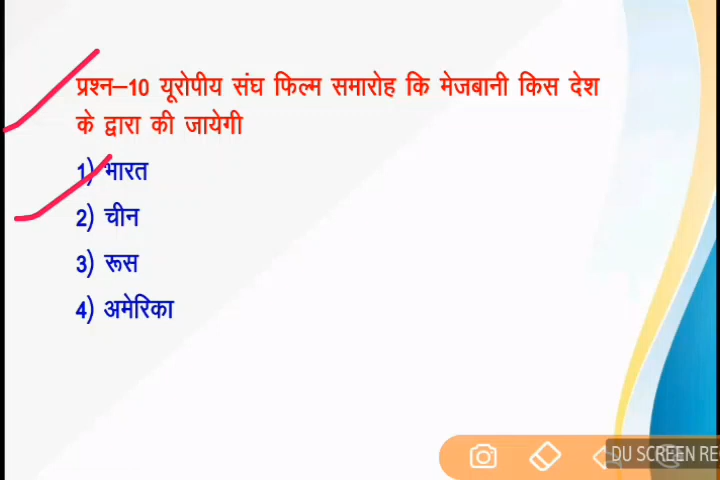 प्रश्न–10 यूरोपीय संघ फिल्म समारोह कि मेजबानी किस देश
के द्वारा की जायेगी
1) भारत
2) चीन
3) रूस
4) अमेरिका
DU SCREEN RE